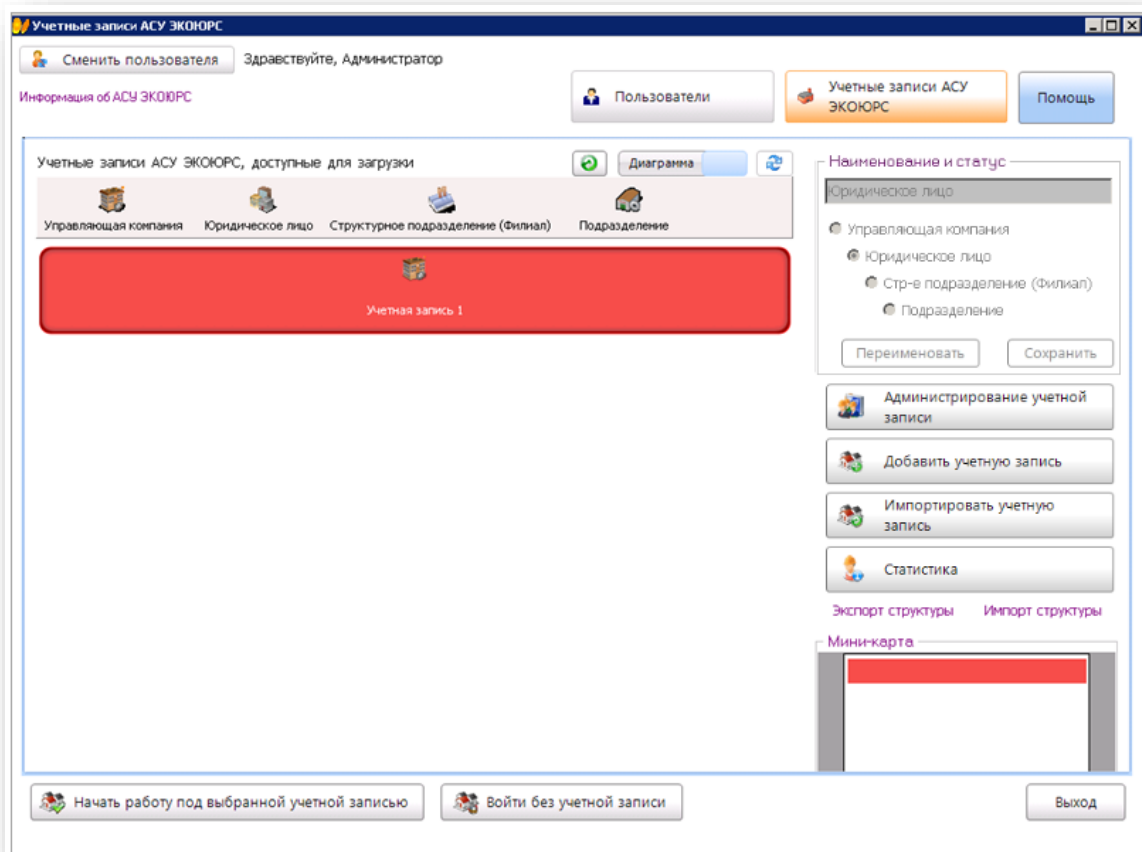 Учетные записи АСУ ЭКОЮРС
Сменить пользователя
Здравствуйте, Администратор
Информация об АСУ ЭКОЮРС
Пользователи
Учетные записи АСУ
ЭКОЮРС
Помощь
Учетные записи АСУ ЭКОЮРС, доступные для загрузки
Диаграмма
Управляющая компания
Юридическое лицо
Структурное подразделение (Филиал)
Подразделение
Учетная запись 1
Наименование и статус
Юридическое лицо
Управляющая компания
Юридическое лицо
Стр-е подразделение (Филиал)
Подразделение
Переименовать
Сохранить
Администрирование учетной
записи
Добавить учетную запись
Импортировать учетную
запись
Статистика
Экспорт структуры
Импорт структуры
Мини-карта
Начать работу под выбранной учетной записью
Войти без учетной записи
Выход